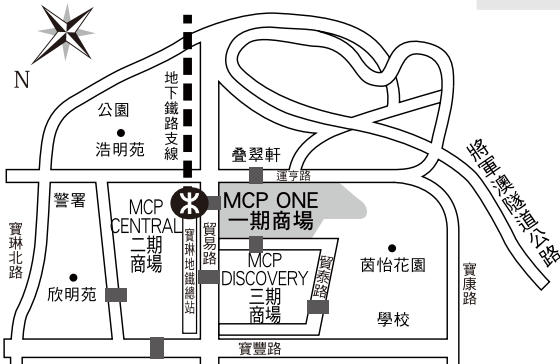 N
公園
浩明苑
地下鐵路支線
叠翠軒
運亨路
將軍澳隧道公路
警署
MCP
CENTRAL
二期
商場
MCP ONE
一期商場
寶琳北路
寶琳地鐵總站
貿易路
MCP
DISCOVERY
三期
商場
貿泰路
茵怡花園
寶康路
欣明苑
學校
寶豐路